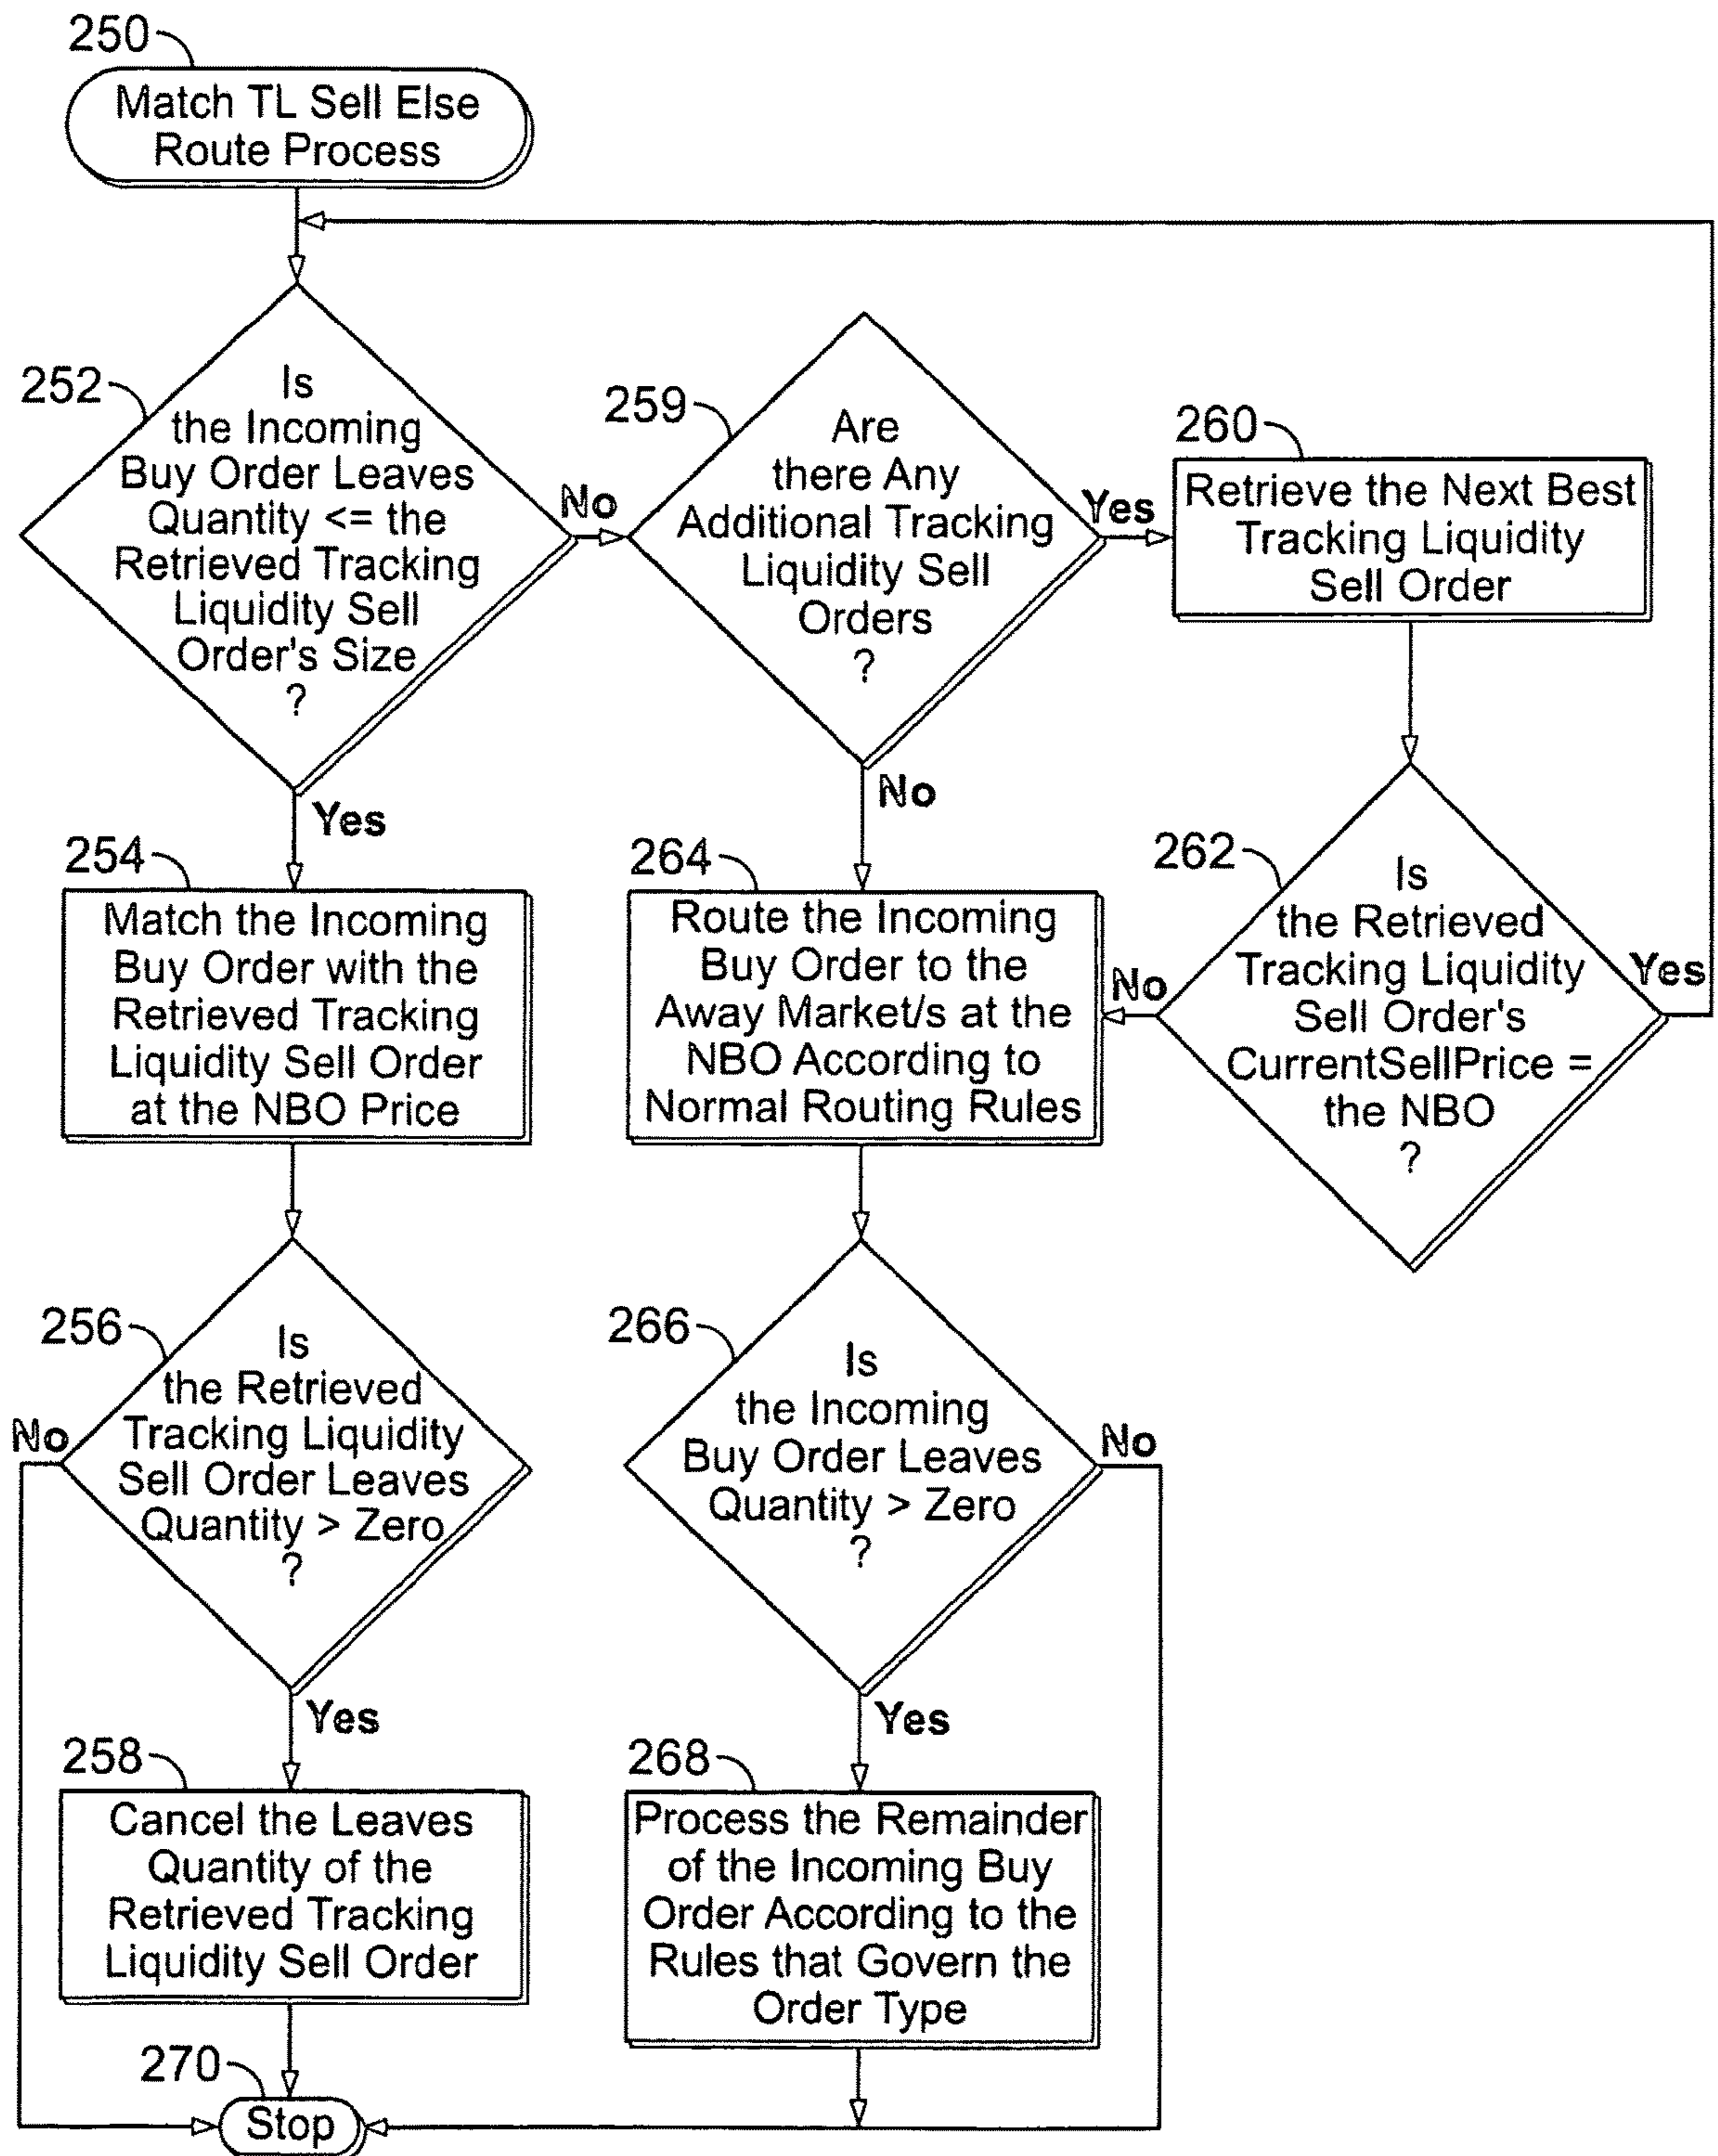 250
Match TL Sell Else
Route Process
252
Is
the Incoming
Buy Order Leaves
Quantity <= the
Retrieved Tracking
Liquidity Sell
Order's Size
?
No
Yes
259
Are
there Any
Additional Tracking
Liquidity Sell
Orders
?
Yes
No
260
Retrieve the Next Best
Tracking Liquidity
Sell Order
262
Is
the Retrieved
Tracking Liquidity
Sell Order's
CurrentSellPrice =
the NBO
?
No
Yes
254
Match the Incoming
Buy Order with the
Retrieved Tracking
Liquidity Sell Order
at the NBO Price
264
Route the Incoming
Buy Order to the
Away Market/s at the
NBO According to
Normal Routing Rules
256
Is
the Retrieved
Tracking Liquidity
Sell Order Leaves
Quantity > Zero
?
No
Yes
266
Is
the Incoming
Buy Order Leaves
Quantity > Zero
?
No
Yes
258
Cancel the Leaves
Quantity of the
Retrieved Tracking
Liquidity Sell Order
268
Process the Remainder
of the Incoming Buy
Order According to the
Rules that Govern the
Order Type
270
Stop